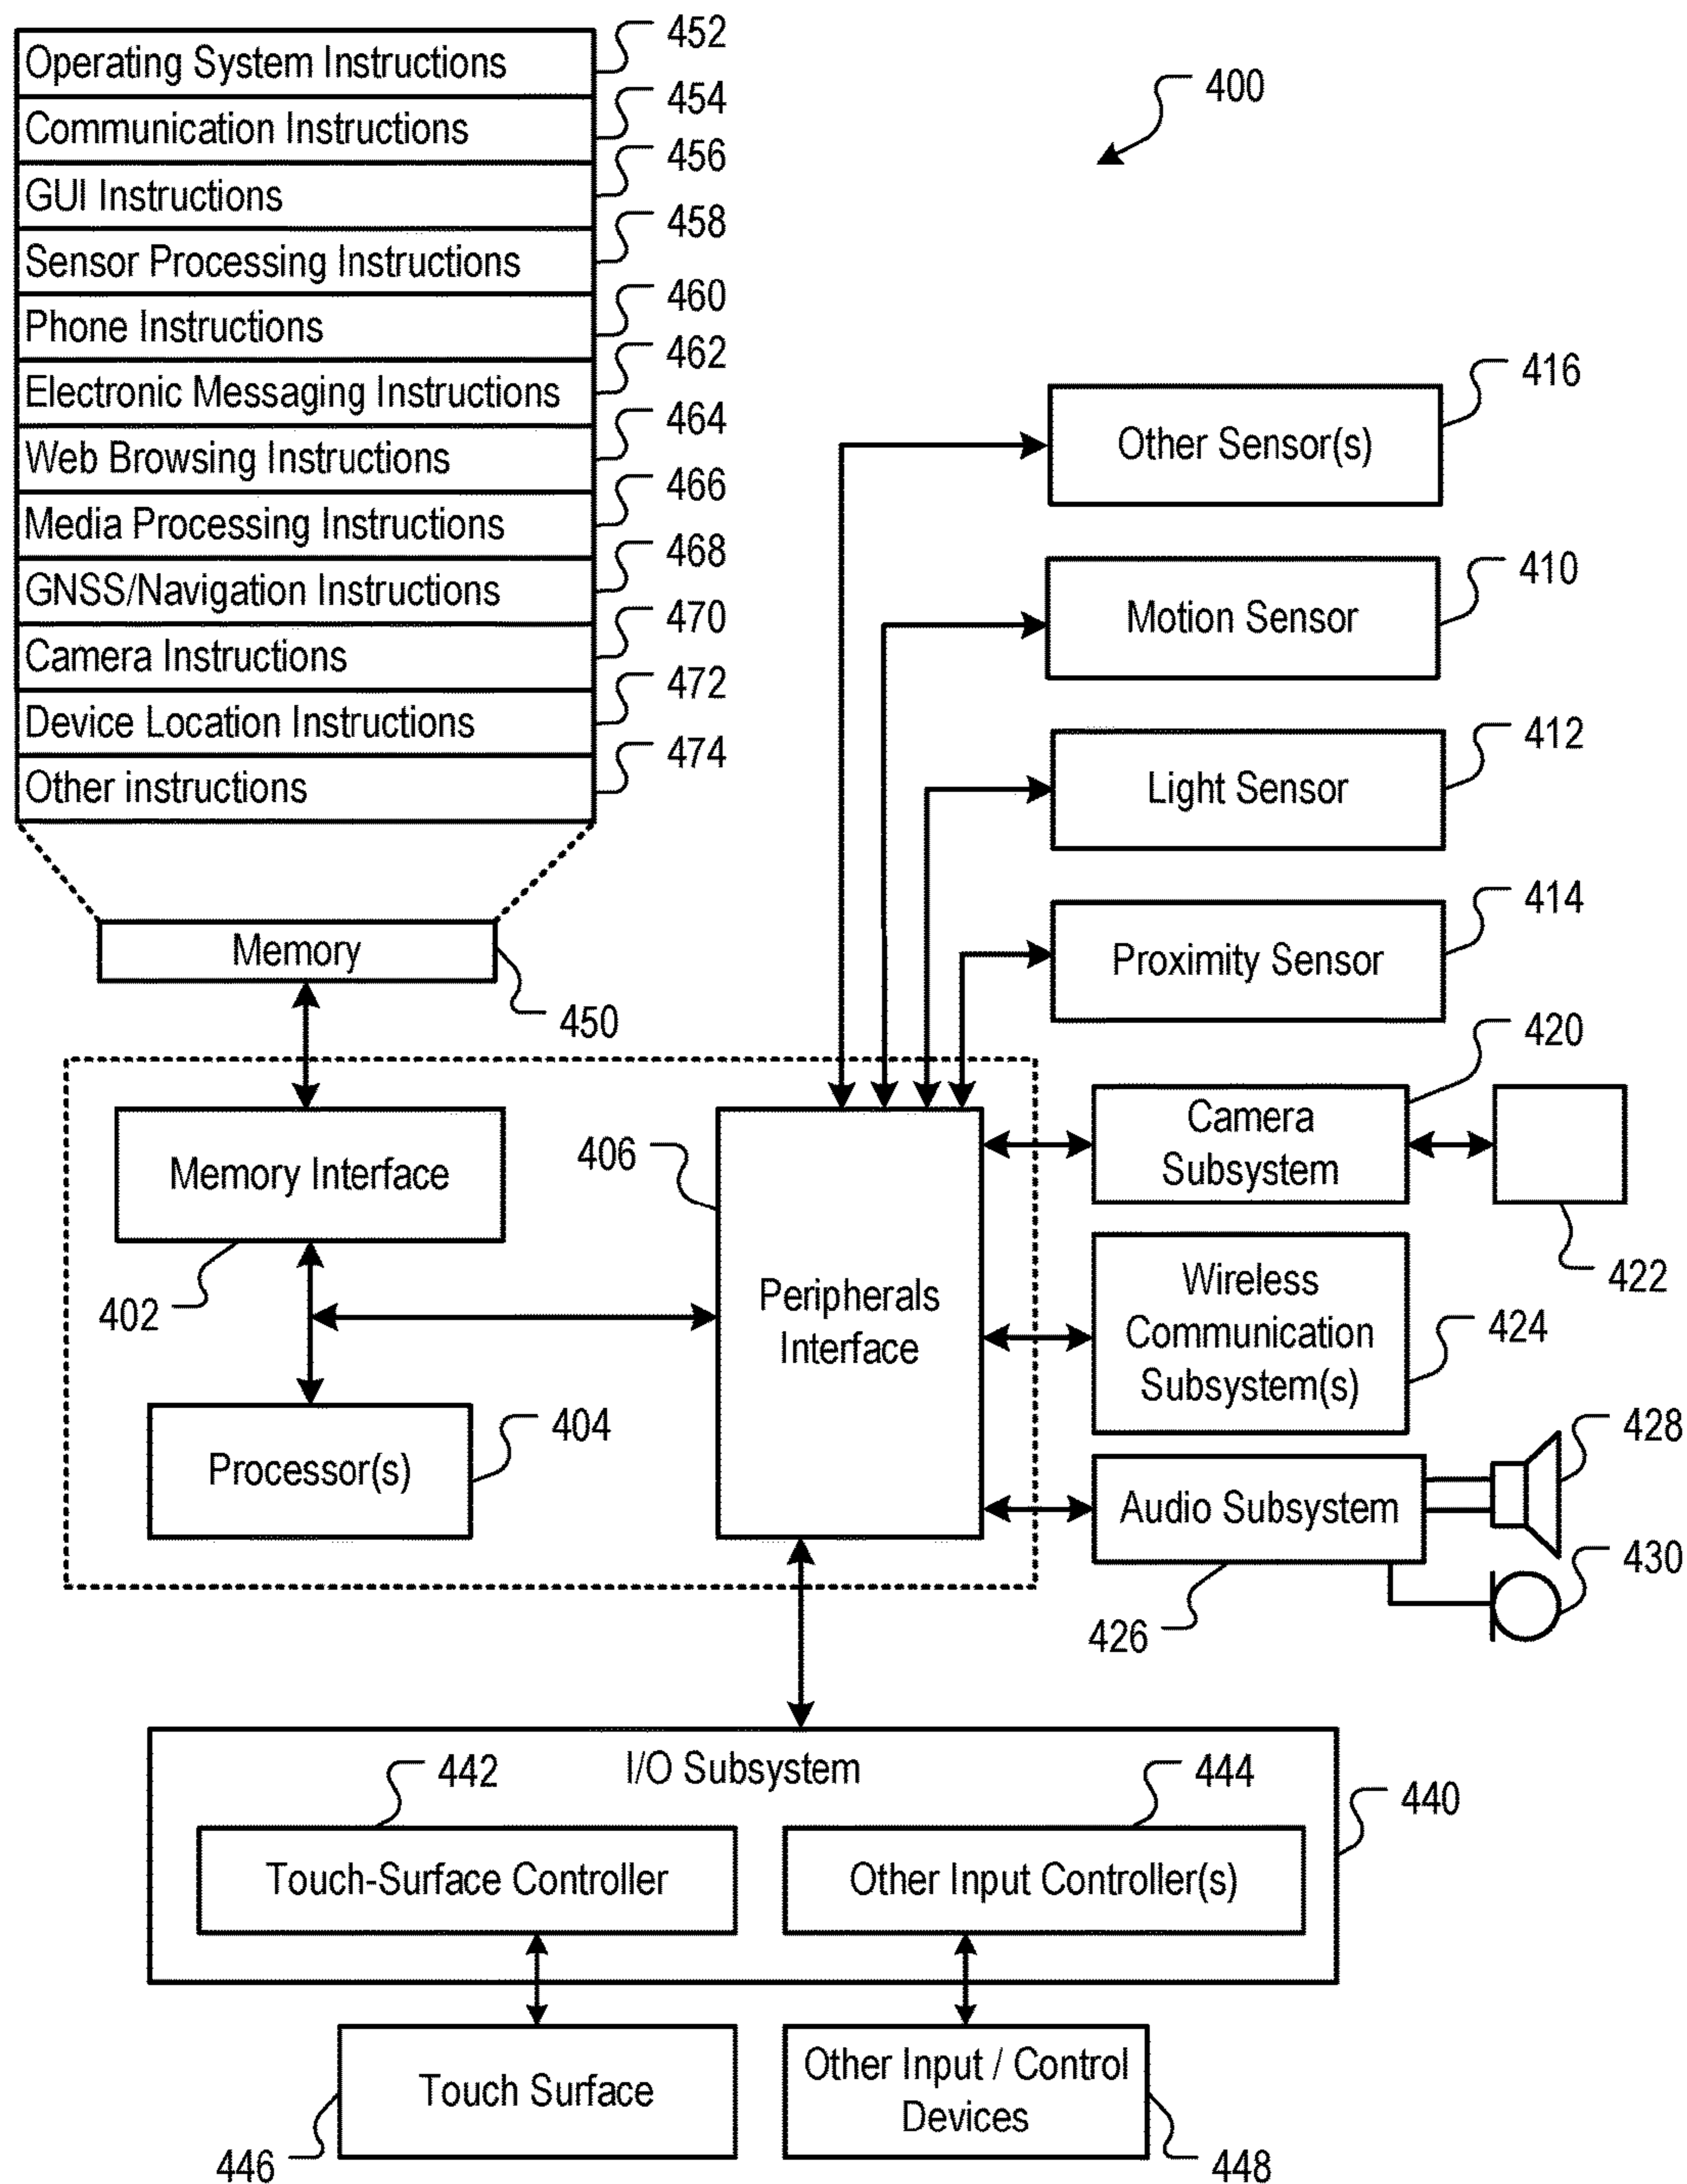 Operating System Instructions
452
Communication Instructions
454
GUI Instructions
456
Sensor Processing Instructions
458
Phone Instructions
460
Electronic Messaging Instructions
462
Web Browsing Instructions
464
Media Processing Instructions
466
GNSS/Navigation Instructions
468
Camera Instructions
470
Device Location Instructions
472
Other instructions
474
Memory
450
400
Other Sensor(s)
416
Motion Sensor
410
Light Sensor
412
Proximity Sensor
414
Memory Interface
402
Processor(s)
404
406
Peripherals
Interface
Camera
Subsystem
420
422
Wireless
Communication
Subsystem(s)
424
Audio Subsystem
426
428
430
I/O Subsystem
440
442
Touch-Surface Controller
444
Other Input Controller(s)
Touch Surface
446
Other Input / Control
Devices
448